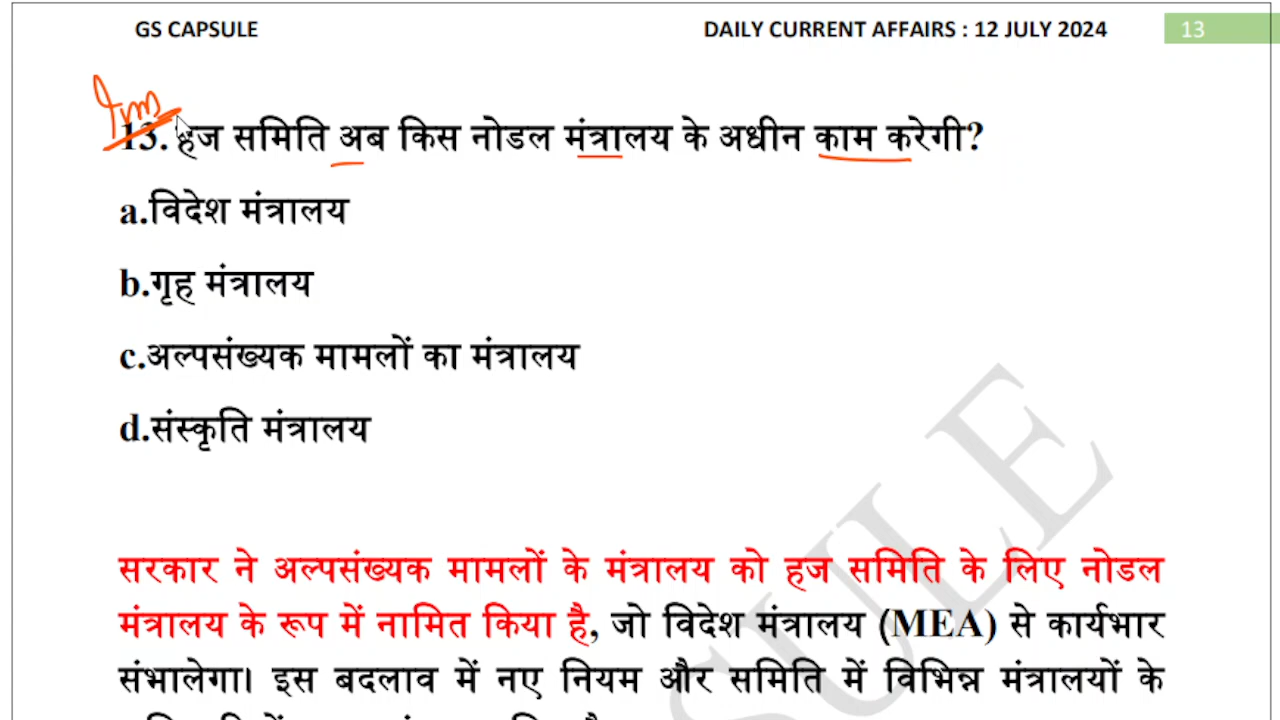 GS CAPSULE DAILY CURRENT AFFAIRS : 12 JULY 2024 13
Im
13. हज समिति अब किस नोडल मंत्रालय के अधीन काम करेगी?
a.विदेश मंत्रालय
b.गृह मंत्रालय
c.अल्पसंख्यक मामलों का मंत्रालय
d.संस्कृति मंत्रालय
सरकार ने अल्पसंख्यक मामलों के मंत्रालय को हज समिति के लिए नोडल
मंत्रालय के रूप में नामित किया है, जो विदेश मंत्रालय (MEA) से कार्यभार
संभालेगा। इस बदलाव में नए नियम और समिति में विभिन्न मंत्रालयों के
SULE